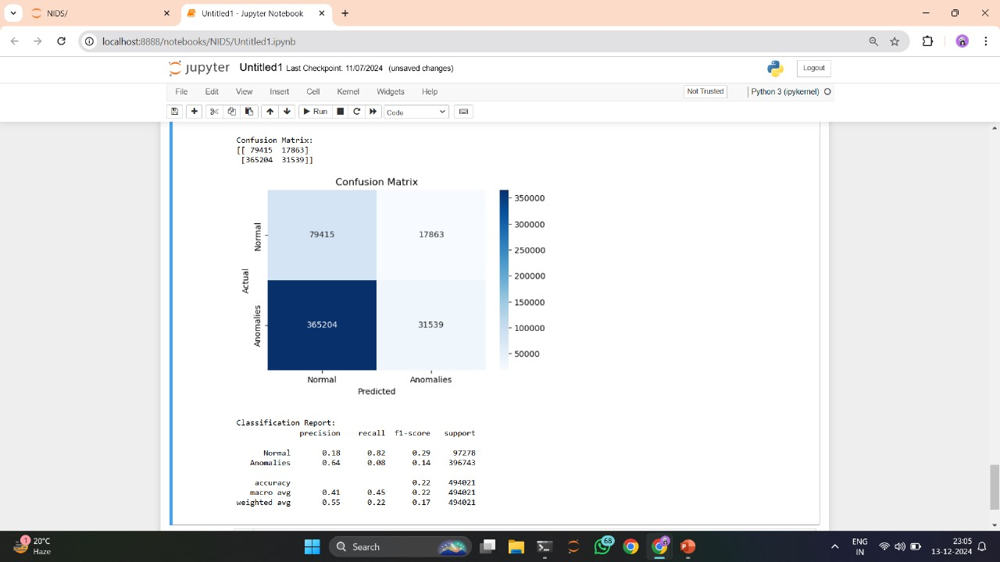 NIDS/
Untitled1 - Jupyter Notebook
localhost:8888/notebooks/NIDS/Untitled1.ipynb
jupyter Untitled1 Last Checkpoint: 11/07/2024 (unsaved changes)
Logout
File Edit View Insert Cell Kernel Widgets Help
Not Trusted
Python 3 (ipykernel)
Run
Code
Confusion Matrix:
[[ 79415 17863]
[365204 31539]]
Confusion Matrix
79415 17863
365204 31539
Normal
Anomalies
Actual
Normal Anomalies
Predicted
350000
300000
250000
200000
150000
100000
50000
Classification Report:
precision recall f1-score support
Normal 0.18 0.82 0.29 97278
Anomalies 0.64 0.08 0.14 396743
accuracy 0.22 494021
macro avg 0.41 0.45 0.22 494021
weighted avg 0.55 0.22 0.17 494021
1
20°C
Haze
Search
68
P
ENG
IN
23:05
13-12-2024